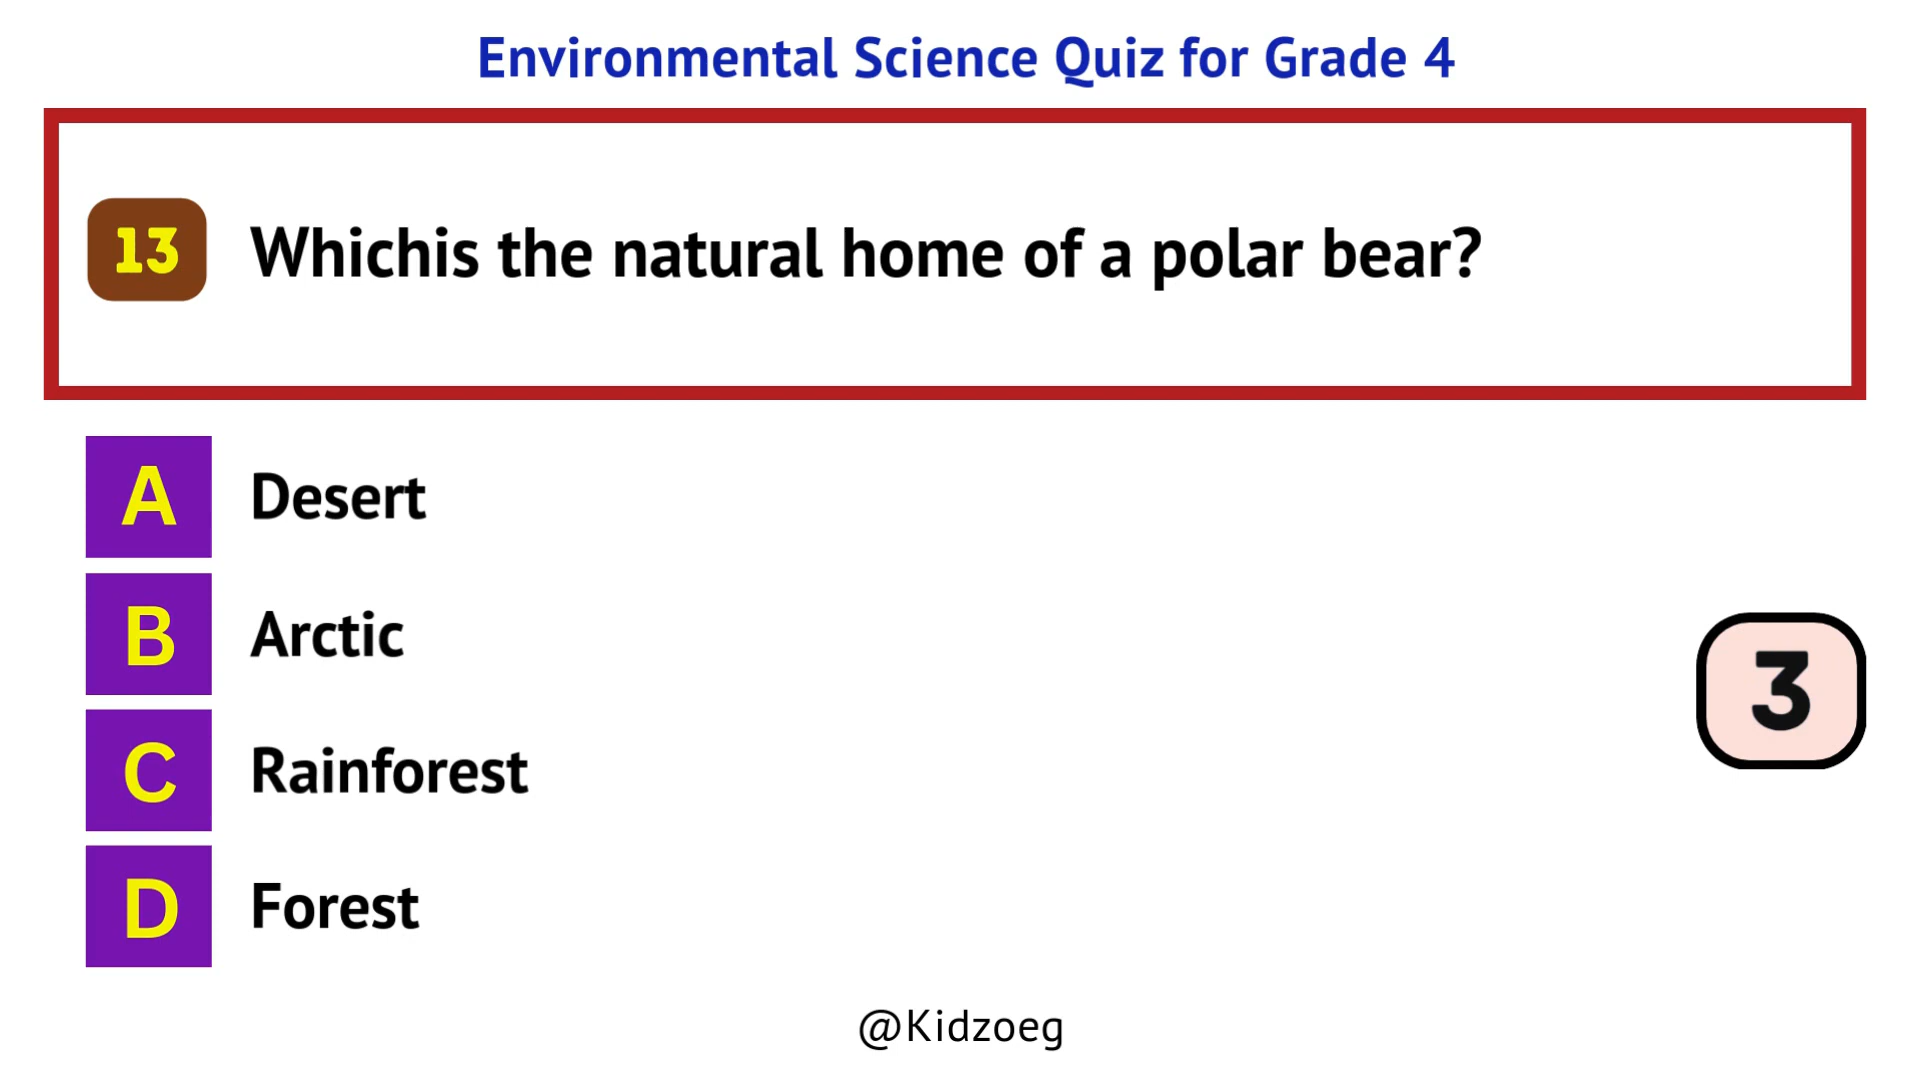 Environmental Science Quiz for Grade 4
13 Whichis the natural home of a polar bear?
A Desert
B Arctic
C Rainforest
D Forest
3
@Kidzoeg